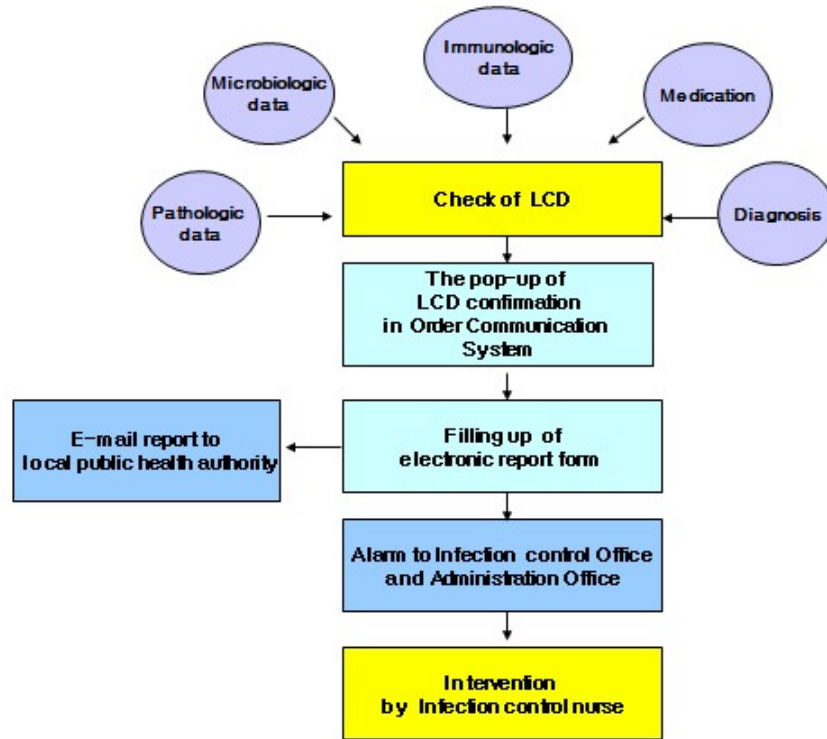 Immunologic
data
Microbiologic
data
Medication
Pathologic
data
Check of LCD
Diagnosis
The pop-up of
LCD confirmation
in Order Communication
System
E-mail report to
local public health authority
Filling up of
electronic report form
Alarm to Infection control Office
and Administration Office
Intervention
by Infection control nurse